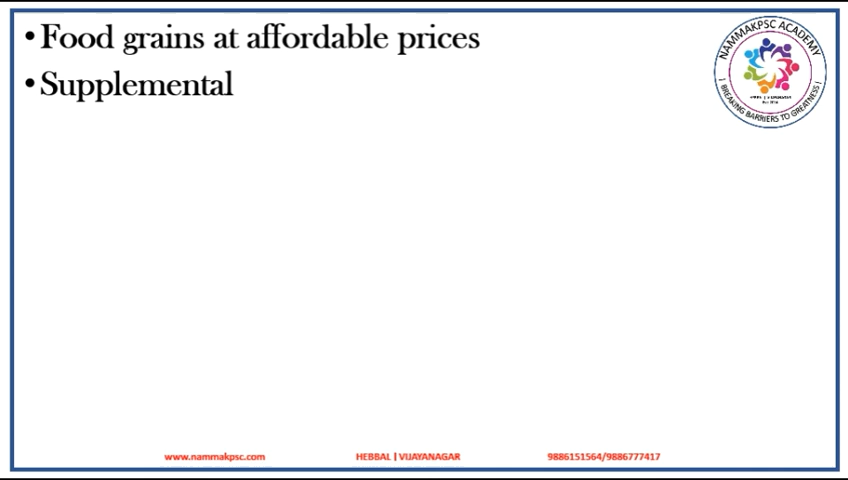 • Food grains at affordable prices
• Supplemental
NAMMAKPSC ACADEMY
| BREAKING BARRIERS TO GREATNESS |
www.nammakpsc.com
HEBBAL | VIJAYANAGAR
9886151564/9886777417